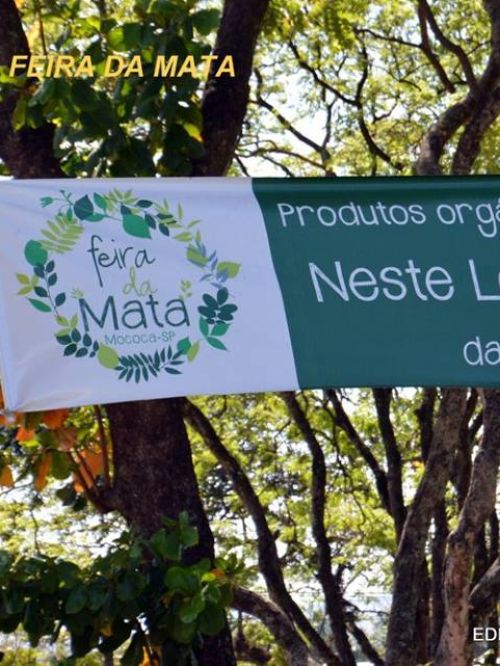 FEIRA DA MATA
feira
da
Mata
Mococa-SP
Produtos orgâ
Neste L
da
ED